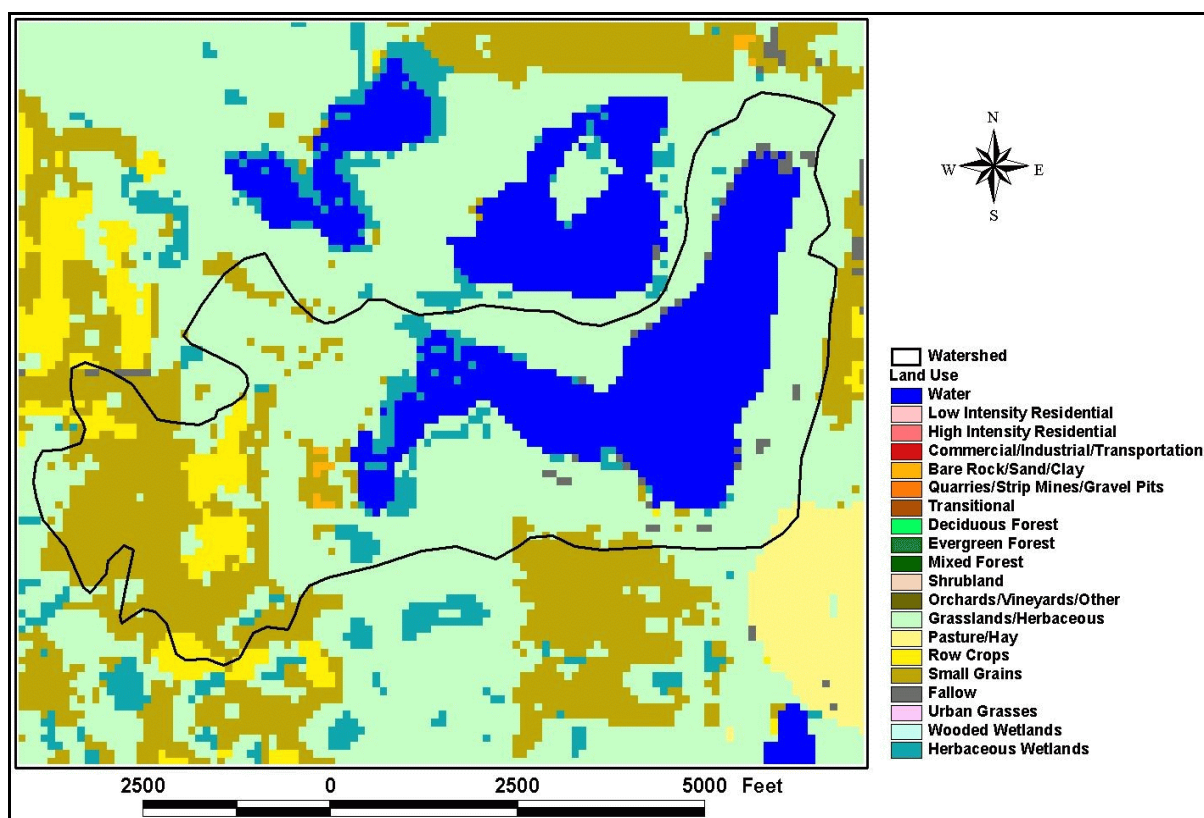 N
W E
S
Watershed
Land Use
Water
Low Intensity Residential
High Intensity Residential
Commercial/Industrial/Transportation
Bare Rock/Sand/Clay
Quarries/Strip Mines/Gravel Pits
Transitional
Deciduous Forest
Evergreen Forest
Mixed Forest
Shrubland
Orchards/Vineyards/Other
Grasslands/Herbaceous
Pasture/Hay
Row Crops
Small Grains
Fallow
Urban Grasses
Wooded Wetlands
Herbaceous Wetlands
2500 0 2500 5000 Feet